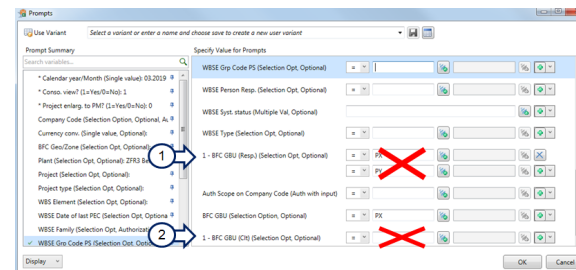 Prompts
Use Variant Select a variant or enter a name and choose save to create a new user variant
Prompt Summary
Search variables...
* Calendar year/Month (Single value): 03.2019
* Conso. view? (1=Yes/0=No): 1
* Project enlarg. to PM? (1=Yes/0=No): 0
Company Code (Selection Option, Optional, Au
Currency conv. (Single value, Optional):
BFC Geo/Zone (Selection Opt, Optional):
Plant (Selection Opt, Optional): ZFR3 Be
Project (Selection Opt, Optional):
Project type (Selection Opt, Optional):
WBS Element (Selection Opt, Optional):
WBSE Date of last PEC (Selection Opt, Optiona
WBSE Family (Selection Opt, Authorizat
WBSE Grp Code PS (Selection Opt, Optio
Specify Value for Prompts
WBSE Grp Code PS (Selection Opt, Optional) =
WBSE Person Resp. (Selection Opt, Optional) =
WBSE Syst. status (Multiple Val, Optional)
WBSE Type (Selection Opt, Optional) =
1
1 - BFC GBU (Resp.) (Selection Opt, Optional) = PX
= PY
Auth Scope on Company Code (Auth with input) =
BFC GBU (Selection Option, Optional) = PX
2
1 - BFC GBU (Clt) (Selection Opt, Optional) =
Display
OK Cancel